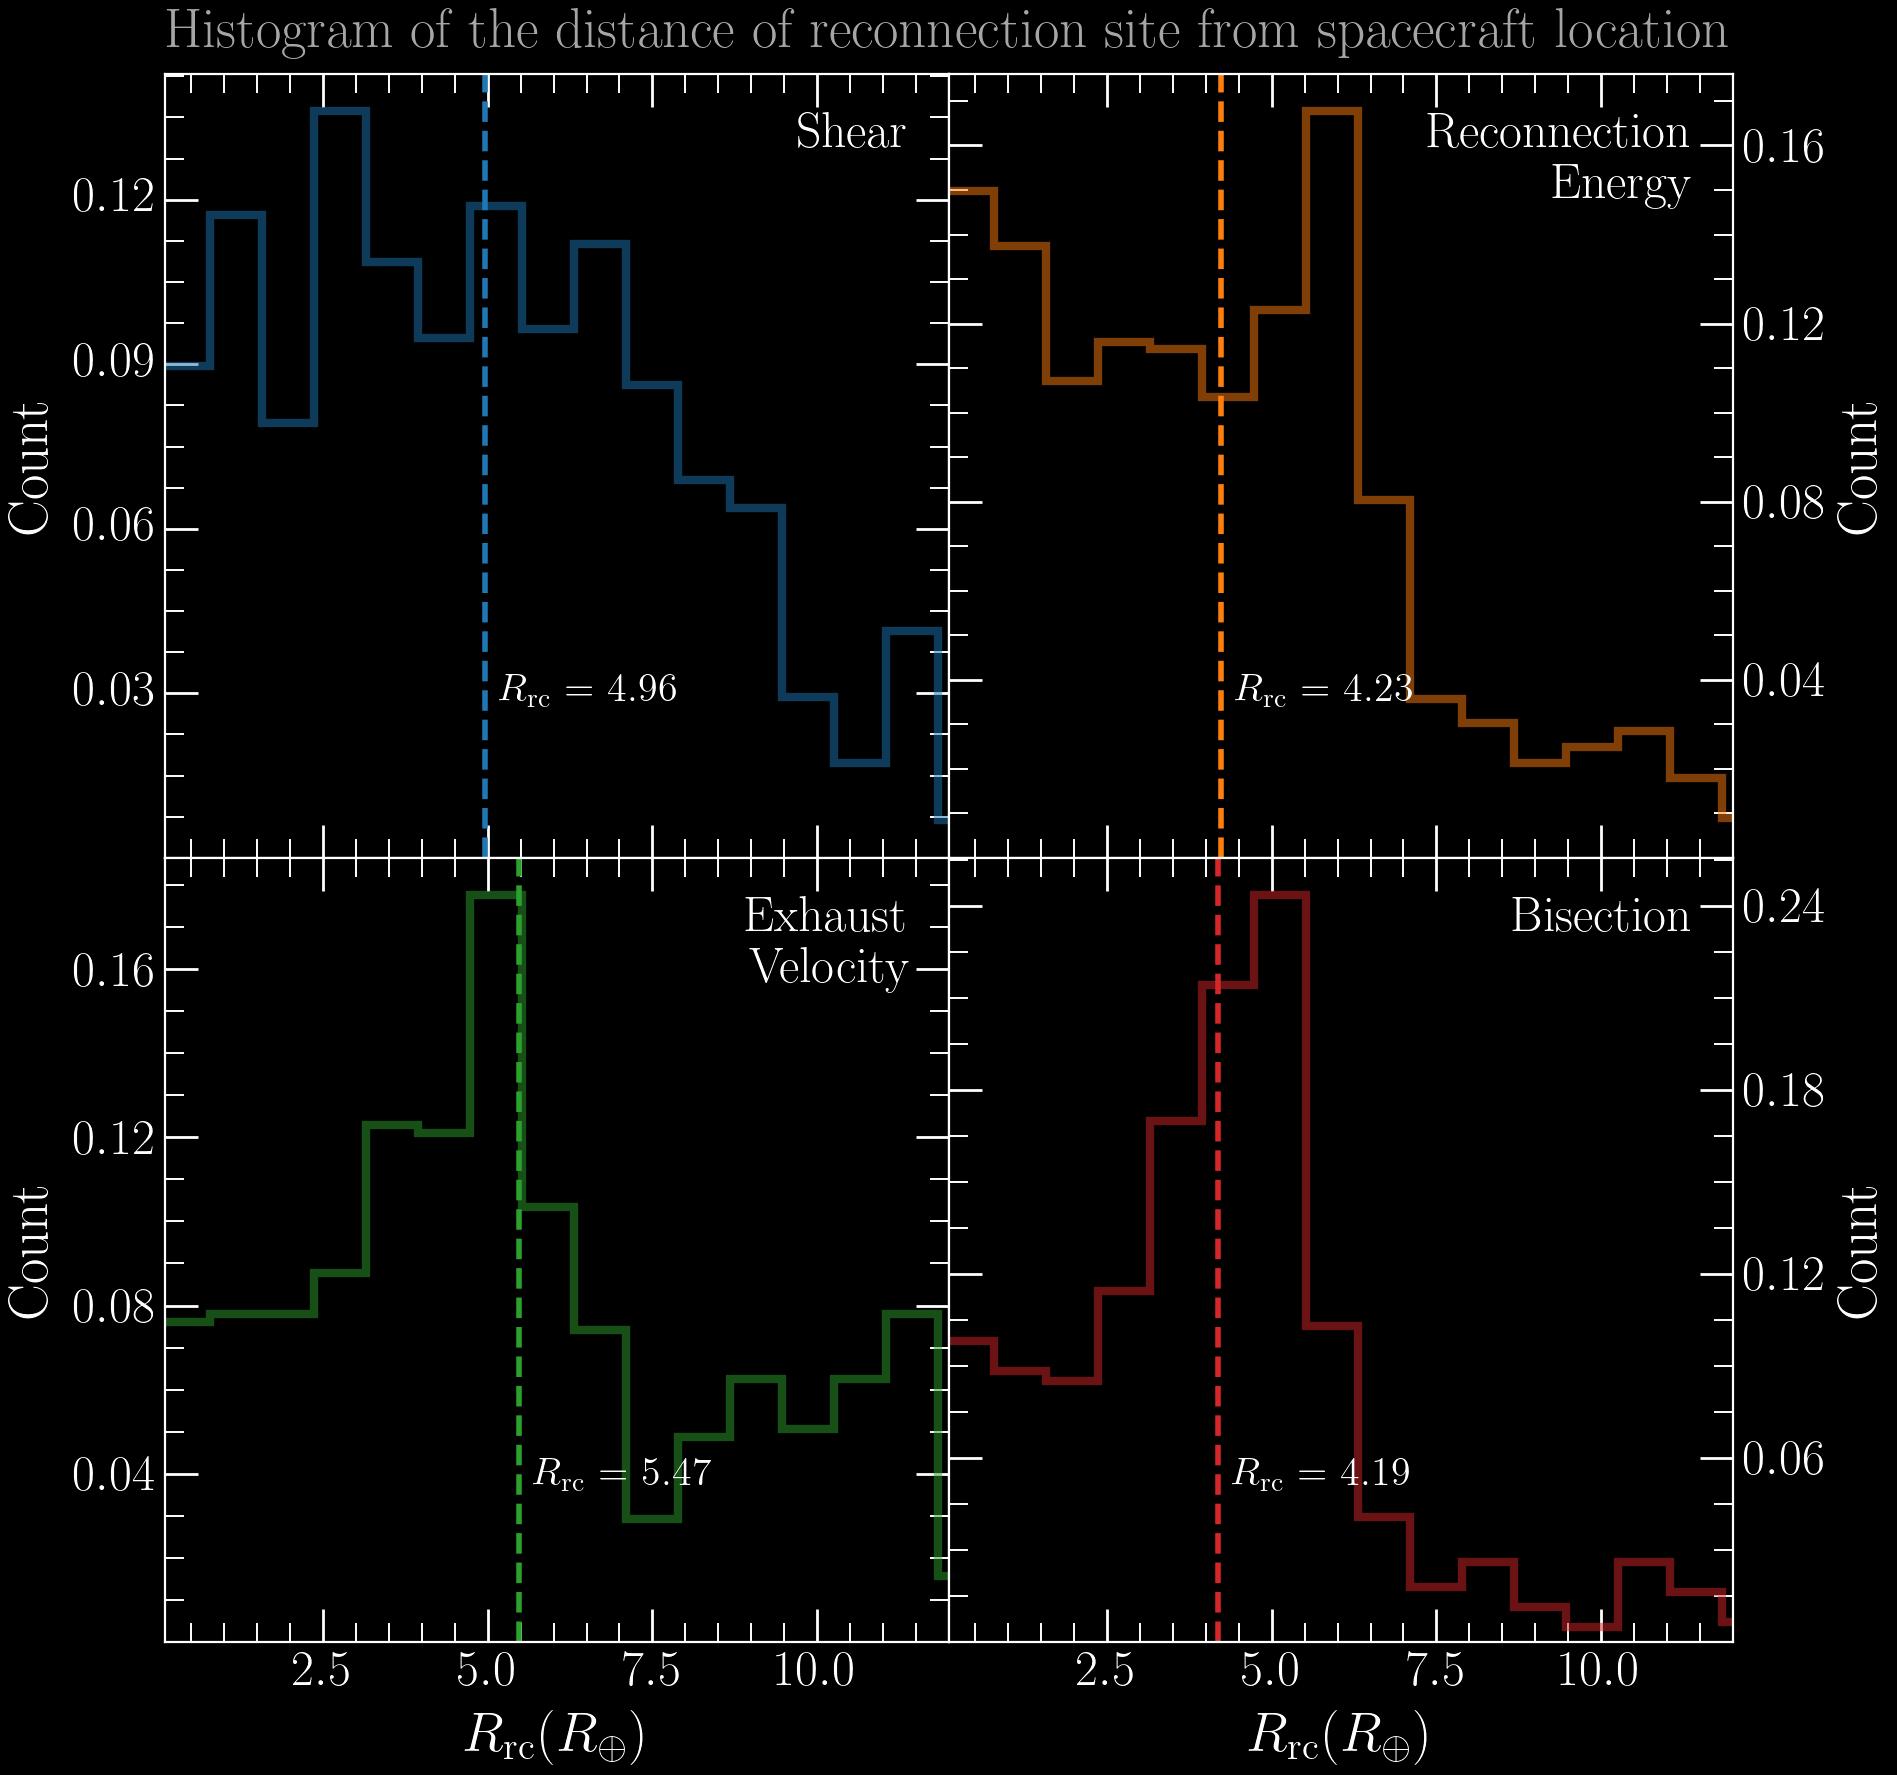 Histogram of the distance of reconnection site from spacecraft location
Shear
0.12
0.09
0.06
0.03
Count
R_rc = 4.96
Reconnection
Energy
0.16
0.12
0.08
0.04
Count
R_rc = 4.23
Exhaust
Velocity
0.16
0.12
0.08
0.04
Count
R_rc = 5.47
2.5 5.0 7.5 10.0
R_rc(R_⊕)
Bisection
0.24
0.18
0.12
0.06
Count
R_rc = 4.19
2.5 5.0 7.5 10.0
R_rc(R_⊕)